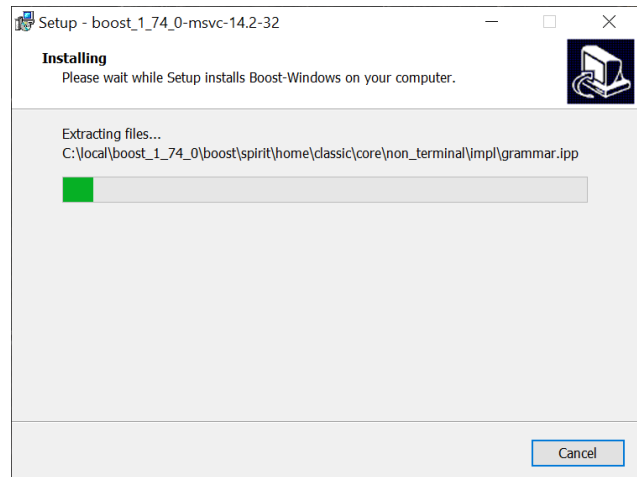 Setup - boost_1_74_0-msvc-14.2-32
Installing
Please wait while Setup installs Boost-Windows on your computer.
Extracting files...
C:\local\boost_1_74_0\boost\spirit\home\classic\core\non_terminal\impl\grammar.ipp
Cancel